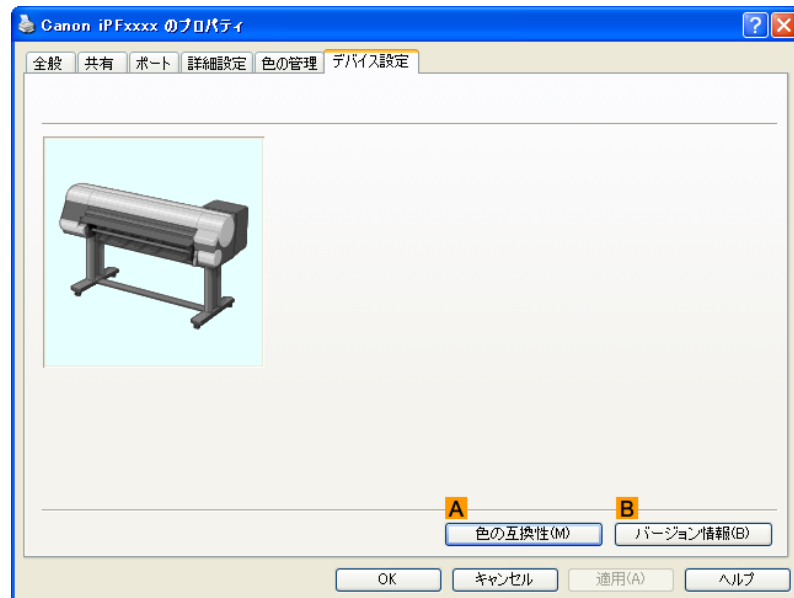 Canon iPFxxxx のプロパティ
全般 共有 ポート 詳細設定 色の管理 デバイス設定
A B
色の互換性(M) バージョン情報(B)
OK キャンセル 適用(A) ヘルプ